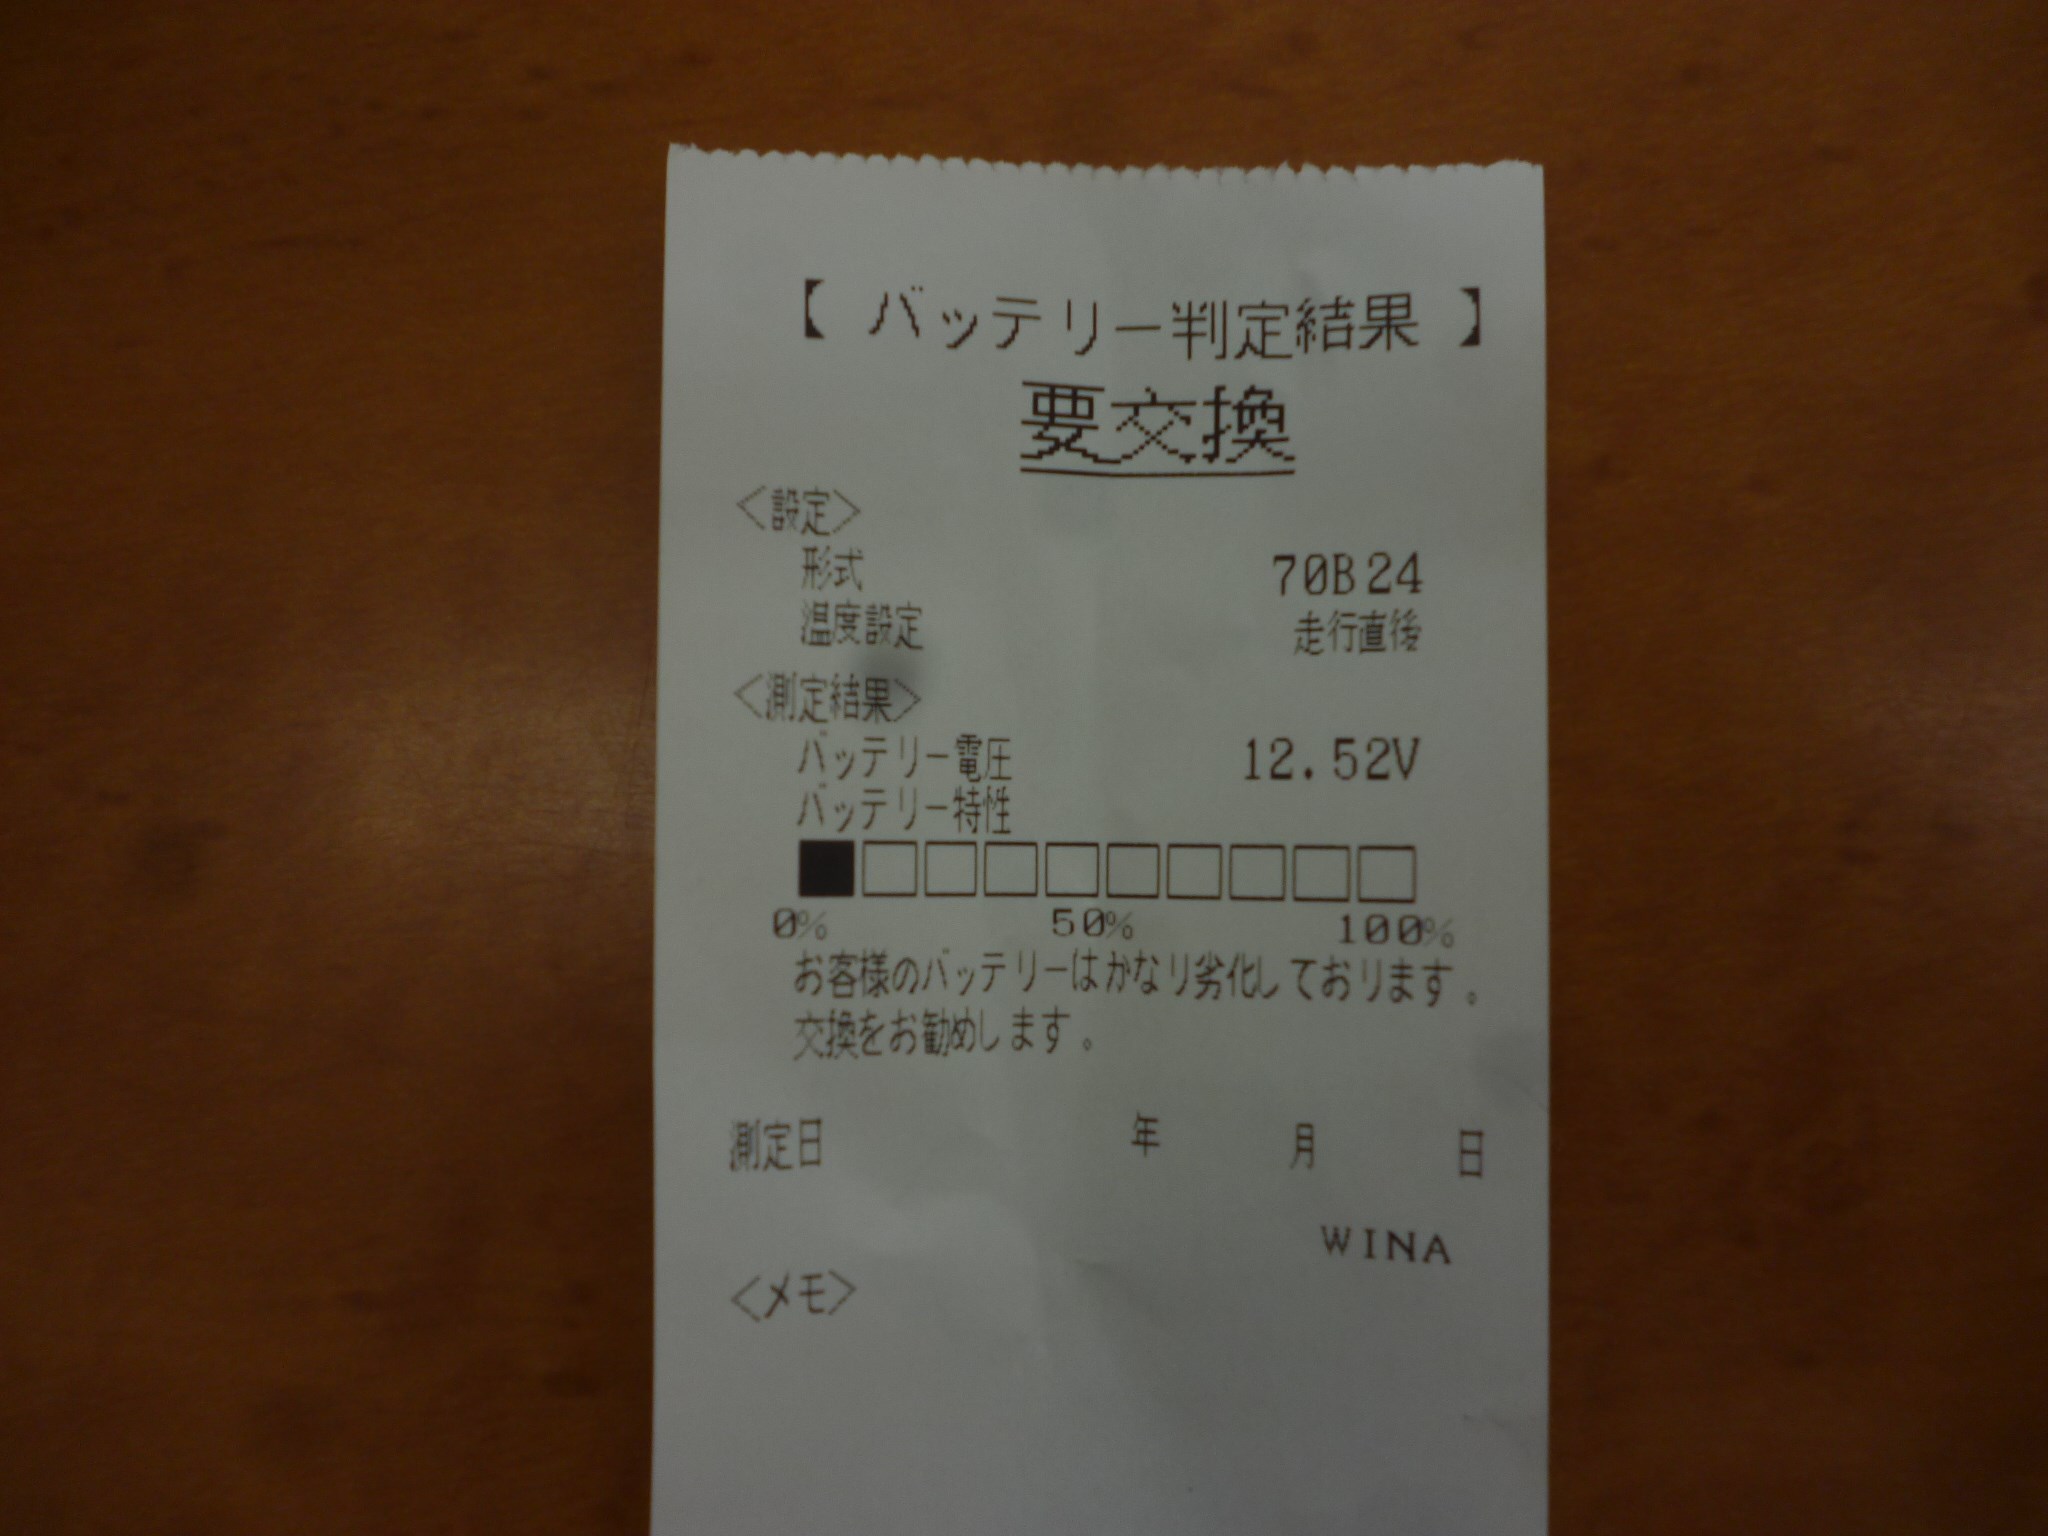 【 バッテリー判定結果 】
要交換
<設定>
形式 70B24
温度設定 走行直後
<測定結果>
バッテリー電圧 12.52V
バッテリー特性
0% 50% 100%
お客様のバッテリーはかなり劣化しております。
交換をお勧めします。
測定日 年 月 日
WINA
<メモ>